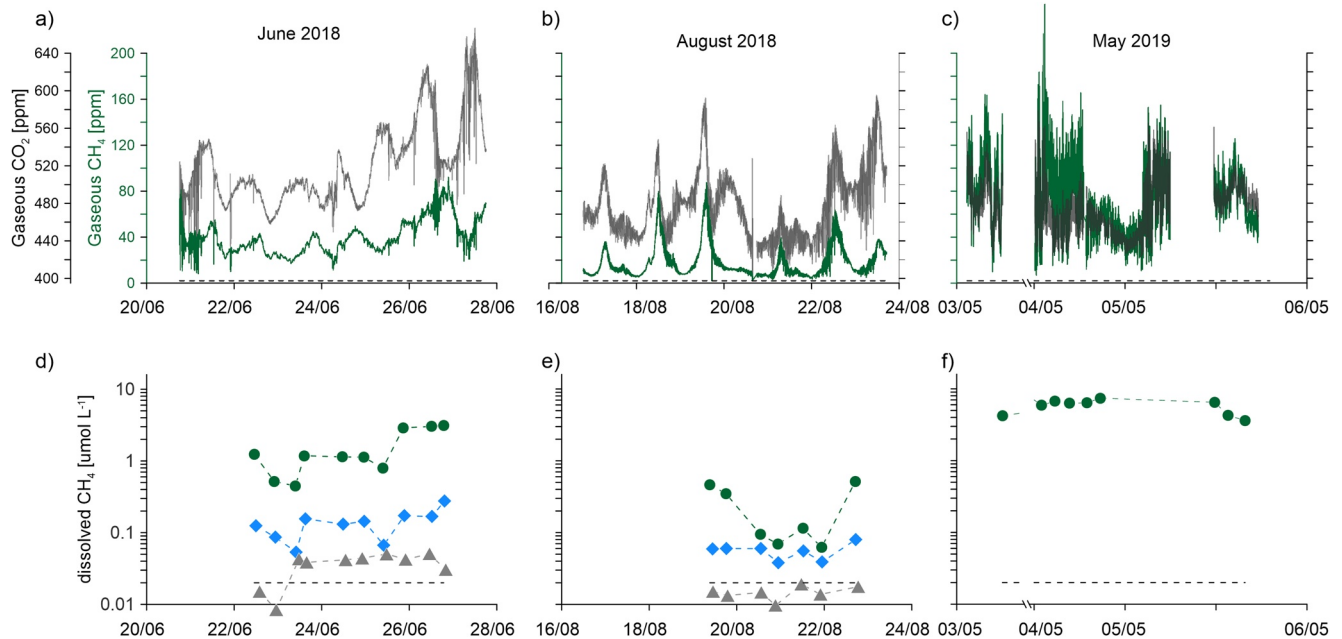 a)
June 2018
b)
August 2018
c)
May 2019
Gaseous CO2 [ppm]
640
600
560
520
480
440
400
Gaseous CH4 [ppm]
200
160
120
80
40
0
20/06 22/06 24/06 26/06 28/06
16/08 18/08 20/08 22/08 24/08
03/05 04/05 05/05 06/05
d)
e)
f)
dissolved CH4 [umol L-1]
10
1
0.1
0.01
20/06 22/06 24/06 26/06 28/06
16/08 18/08 20/08 22/08 24/08
03/05 04/05 05/05 06/05